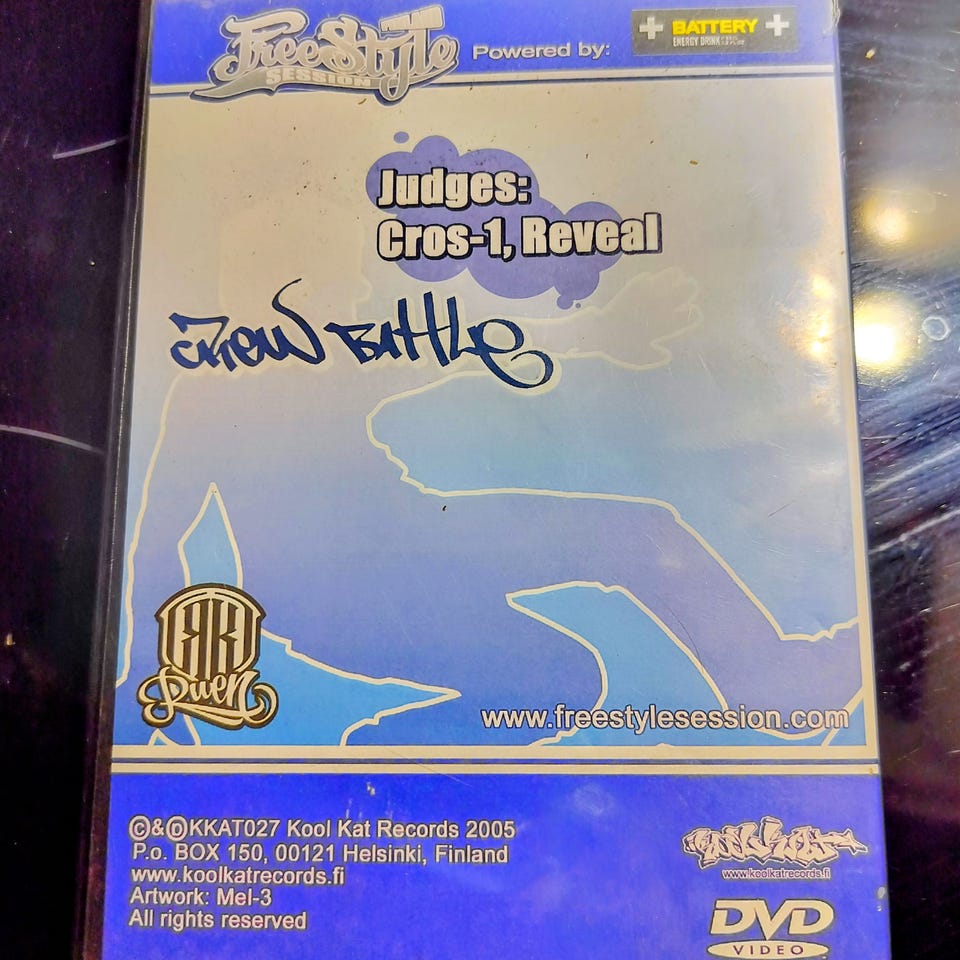 FreeStyle
SESSION
Powered by:
BATTERY
ENERGY DRINK
Judges:
Cros-1, Reveal
Crew Battle
www.freestylesession.com
©&ⒹKKAT027 Kool Kat Records 2005
P.o. BOX 150, 00121 Helsinki, Finland
www.koolkatrecords.fi
Artwork: Mel-3
All rights reserved
www.koolkatrecords.fi
DVD
VIDEO